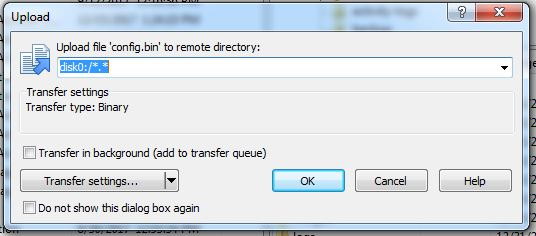 Upload
Upload file 'config.bin' to remote directory:
disk0:/*.*
Transfer settings
Transfer type: Binary
Transfer in background (add to transfer queue)
Transfer settings...
OK
Cancel
Help
Do not show this dialog box again